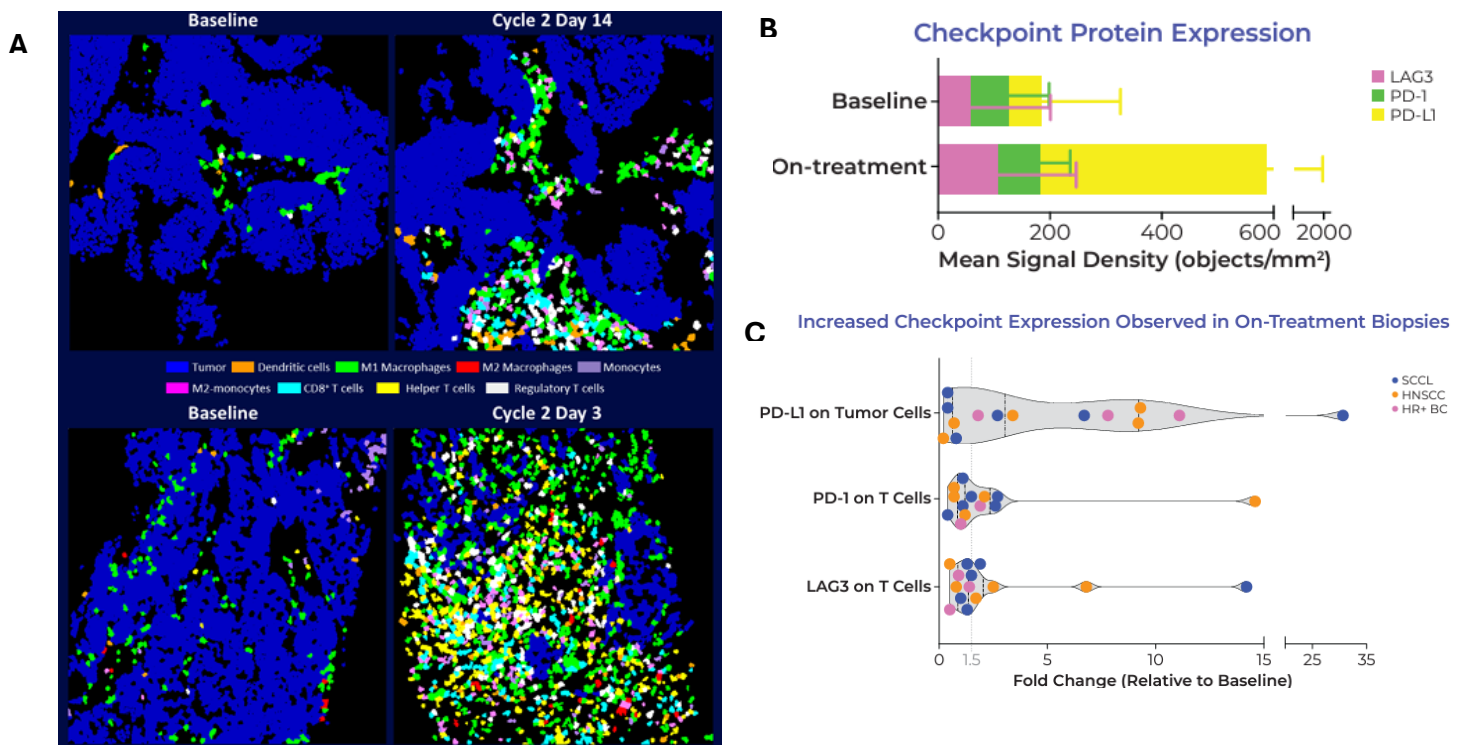 A
Baseline
Cycle 2 Day 14
Tumor
Dendritic cells
M1 Macrophages
M2 Macrophages
Monocytes
M2-monocytes
CD8⁺ T cells
Helper T cells
Regulatory T cells
Baseline
Cycle 2 Day 3
B
Checkpoint Protein Expression
LAG3
PD-1
PD-L1
Baseline
On-treatment
0
200
400
600
2000
Mean Signal Density (objects/mm²)
C
Increased Checkpoint Expression Observed in On-Treatment Biopsies
SCCL
HNSCC
HR+ BC
PD-L1 on Tumor Cells
PD-1 on T Cells
LAG3 on T Cells
0
1.5
5
10
15
25
35
Fold Change (Relative to Baseline)